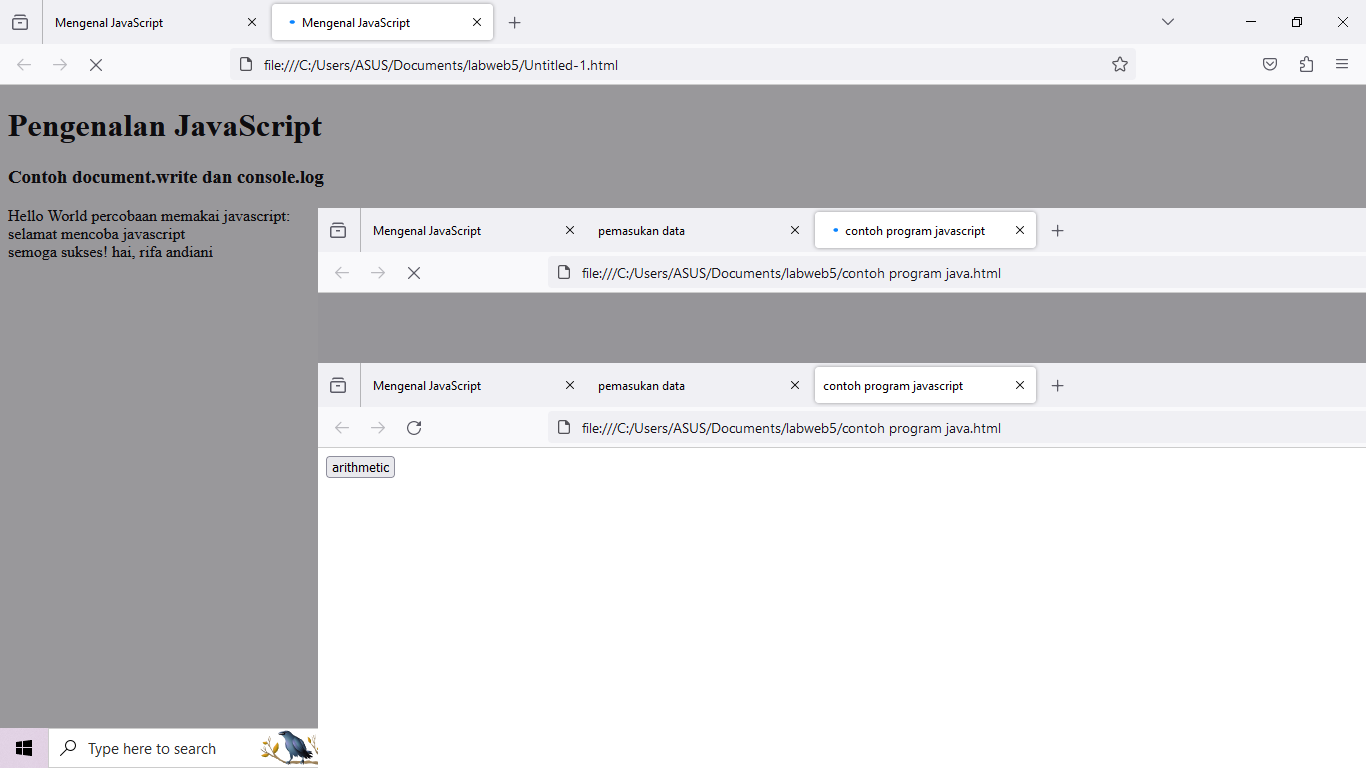 Mengenal JavaScript
Mengenal JavaScript
file:///C:/Users/ASUS/Documents/labweb5/Untitled-1.html
Pengenalan JavaScript
Contoh document.write dan console.log
Hello World percobaan memakai javascript:
selamat mencoba javascript
semoga sukses! hai, rifa andiani
Mengenal JavaScript
pemasukan data
contoh program javascript
file:///C:/Users/ASUS/Documents/labweb5/contoh program java.html
Mengenal JavaScript
pemasukan data
contoh program javascript
file:///C:/Users/ASUS/Documents/labweb5/contoh program java.html
arithmetic
Type here to search